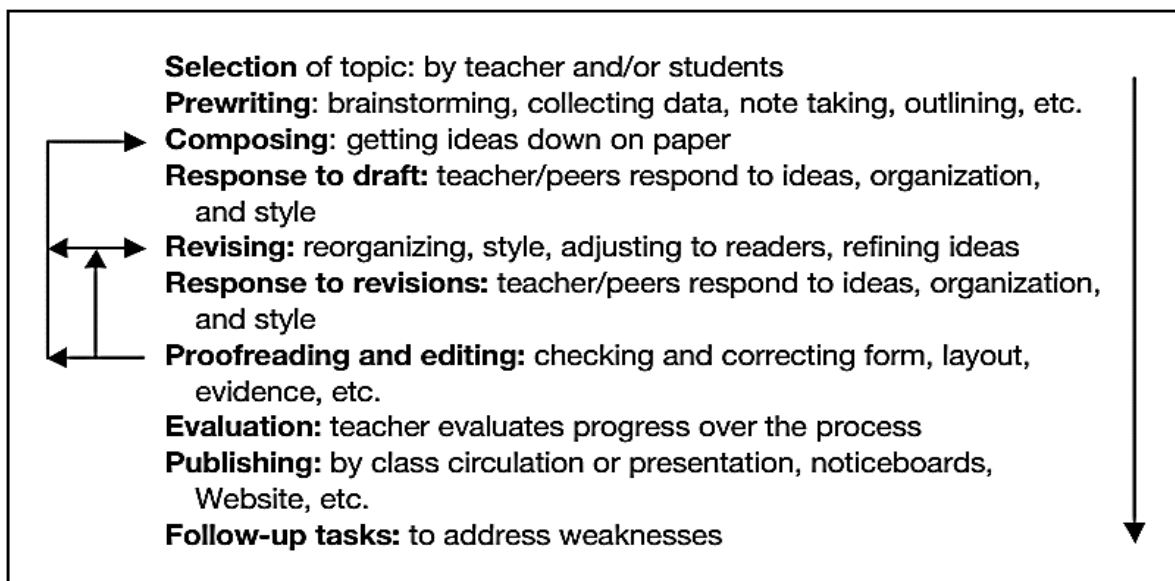 Selection of topic: by teacher and/or students
Prewriting: brainstorming, collecting data, note taking, outlining, etc.
Composing: getting ideas down on paper
Response to draft: teacher/peers respond to ideas, organization,
and style
Revising: reorganizing, style, adjusting to readers, refining ideas
Response to revisions: teacher/peers respond to ideas, organization,
and style
Proofreading and editing: checking and correcting form, layout,
evidence, etc.
Evaluation: teacher evaluates progress over the process
Publishing: by class circulation or presentation, noticeboards,
Website, etc.
Follow-up tasks: to address weaknesses